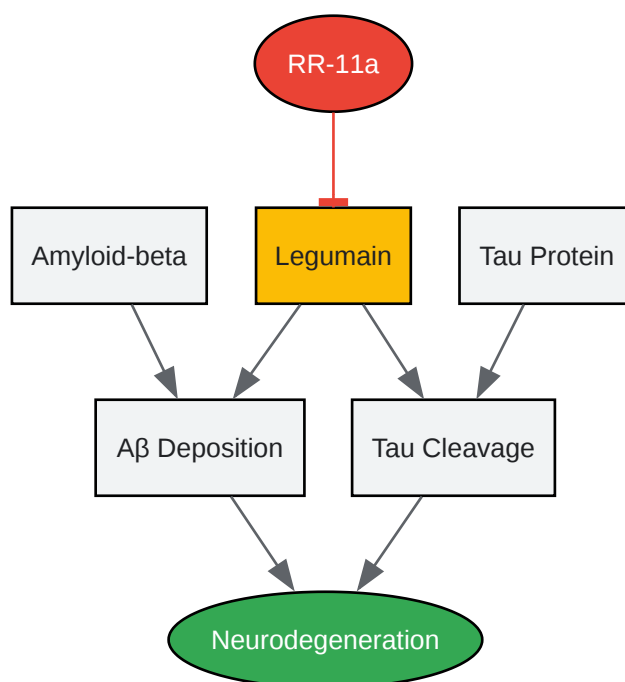 RR-11a
Amyloid-beta
Legumain
Tau Protein
Aβ Deposition
Tau Cleavage
Neurodegeneration